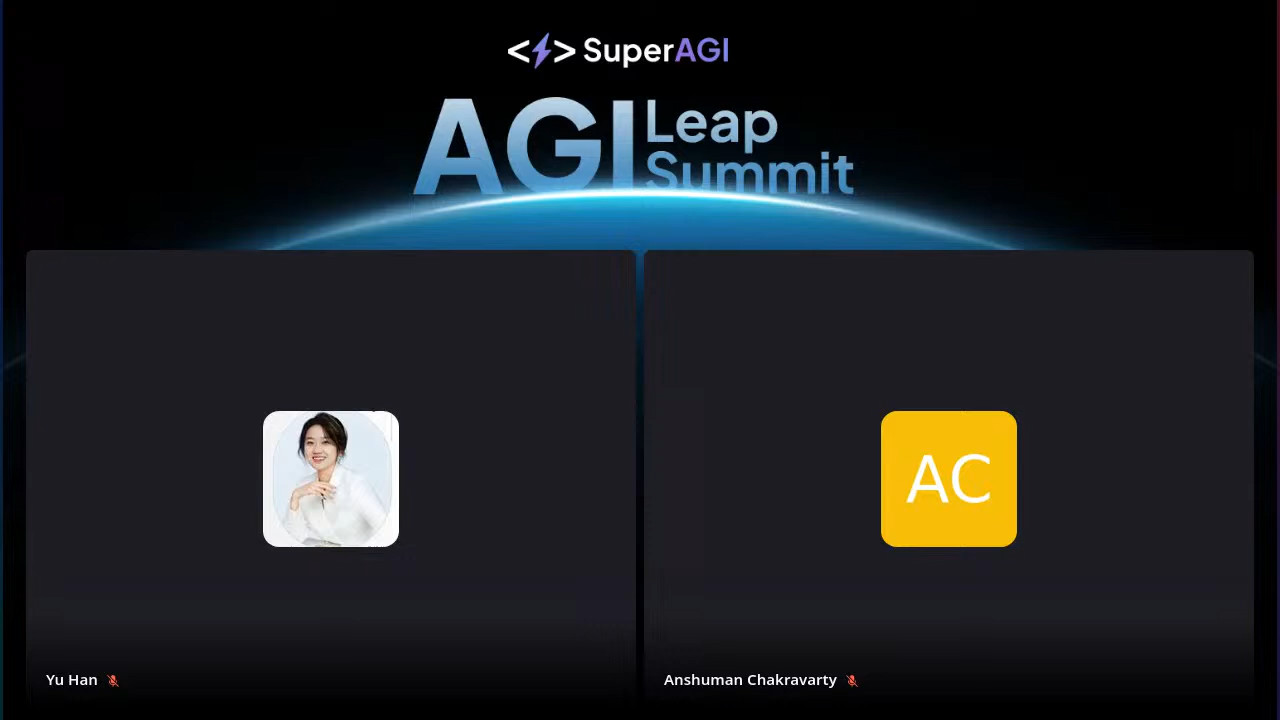 <⚡> SuperAGI
AGI Leap Summit
AC
Yu Han
Anshuman Chakravarty